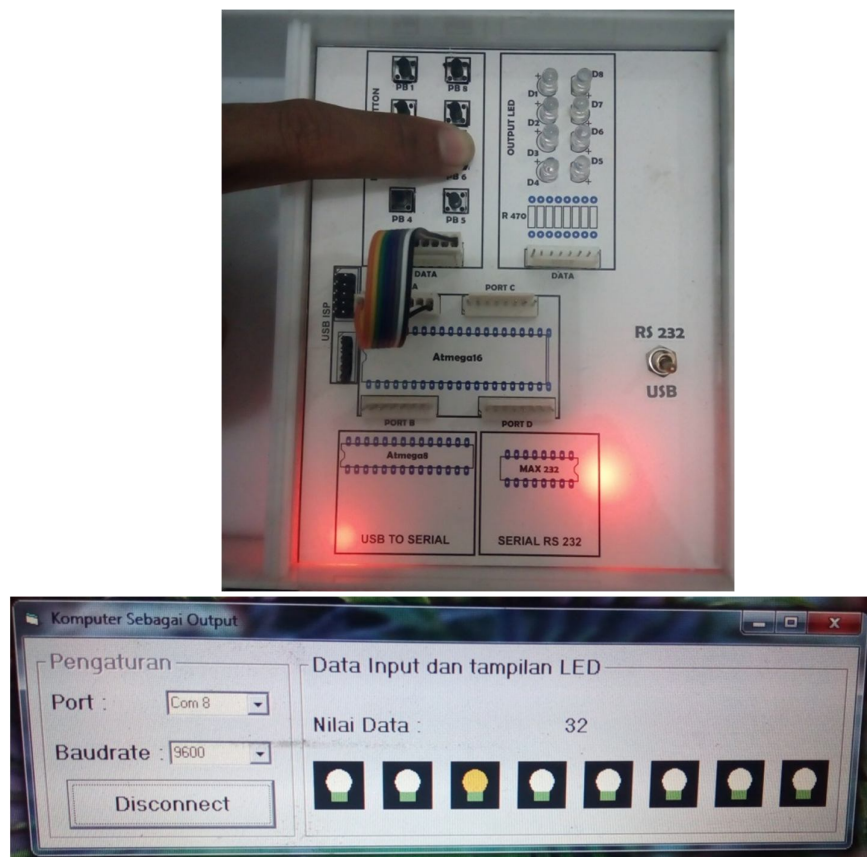 PB 1
PB 8
D8
D1
D7
D2
D6
D3
D5
D4
OUTPUT LED
PB 6
PB 4
PB 5
R 470
DATA
DATA
PORT C
USB ISP
Atmega16
RS 232
USB
PORT B
PORT D
Atmega8
MAX 232
USB TO SERIAL
SERIAL RS 232
Komputer Sebagai Output
Pengaturan
Port :
Com 8
Baudrate :
9600
Disconnect
Data Input dan tampilan LED
Nilai Data :
32